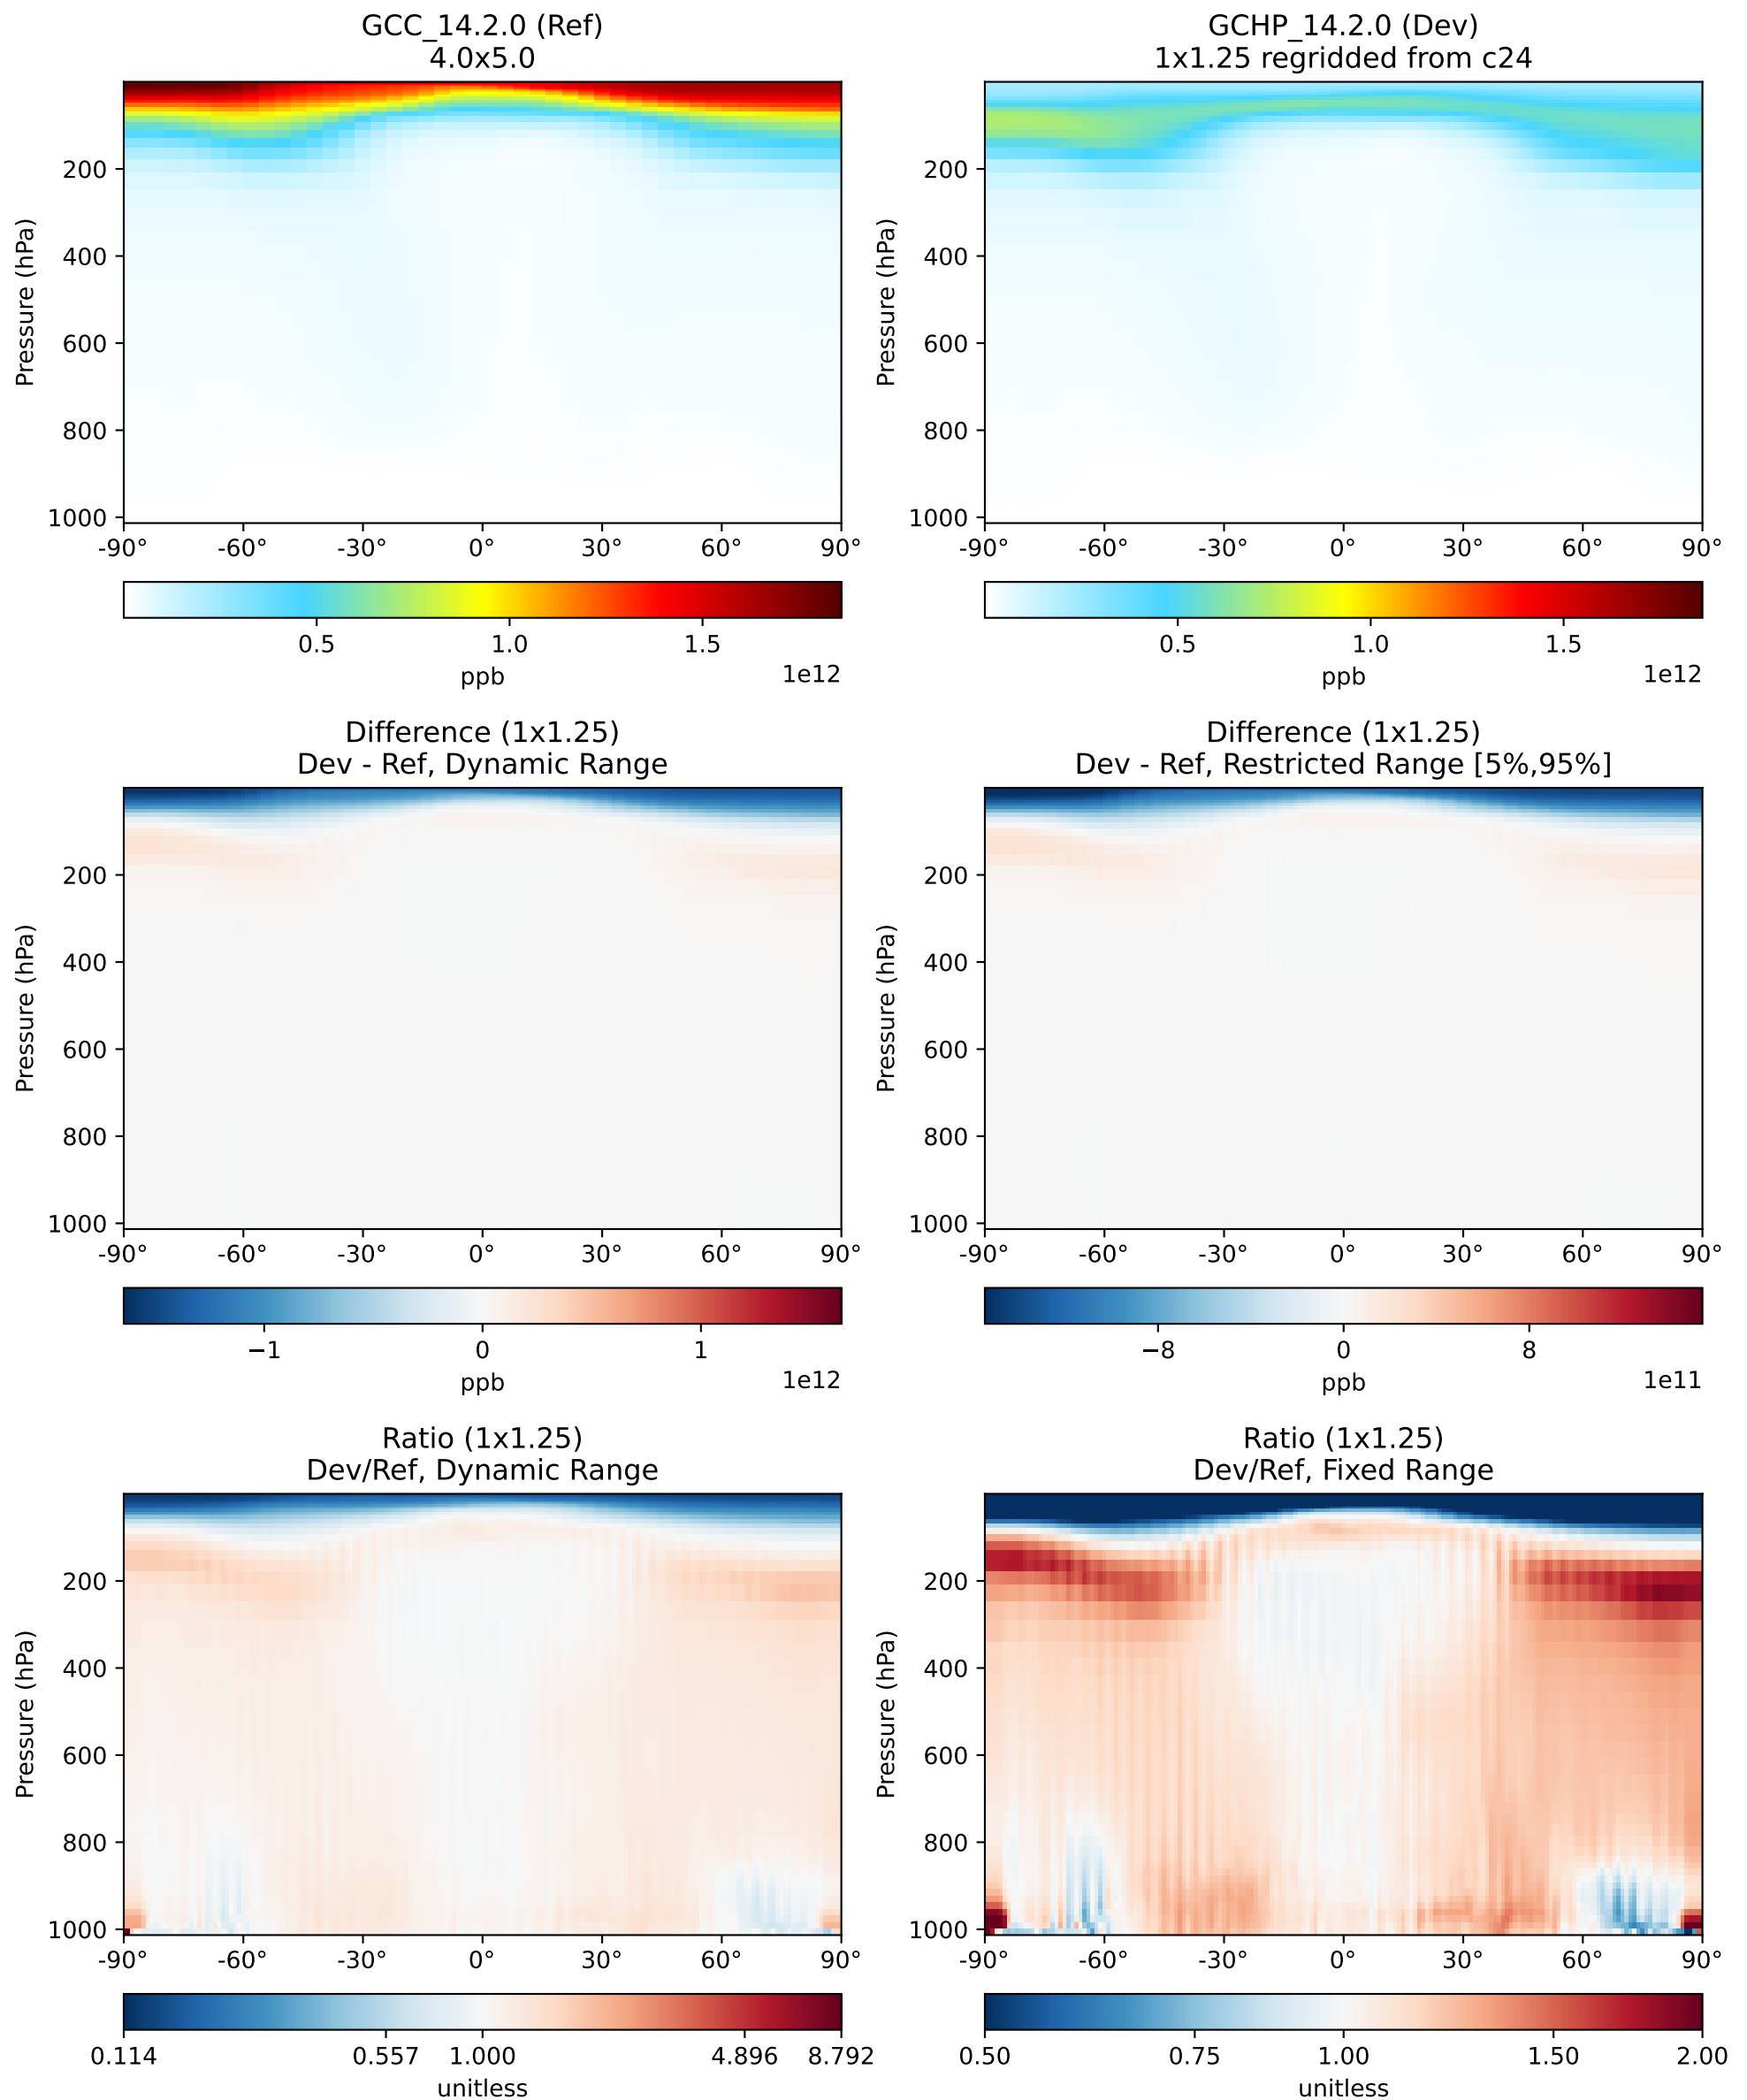 GCC_14.2.0 (Ref)
4.0x5.0
Pressure (hPa)
200
400
600
800
1000
-90° -60° -30° 0° 30° 60° 90°
0.5 1.0 1.5
ppb
1e12
GCHP_14.2.0 (Dev)
1x1.25 regridded from c24
Pressure (hPa)
200
400
600
800
1000
-90° -60° -30° 0° 30° 60° 90°
0.5 1.0 1.5
ppb
1e12
Difference (1x1.25)
Dev - Ref, Dynamic Range
Pressure (hPa)
200
400
600
800
1000
-90° -60° -30° 0° 30° 60° 90°
−1 0 1
ppb
1e12
Difference (1x1.25)
Dev - Ref, Restricted Range [5%,95%]
Pressure (hPa)
200
400
600
800
1000
-90° -60° -30° 0° 30° 60° 90°
−8 0 8
ppb
1e11
Ratio (1x1.25)
Dev/Ref, Dynamic Range
Pressure (hPa)
200
400
600
800
1000
-90° -60° -30° 0° 30° 60° 90°
0.114 0.557 1.000 4.896 8.792
unitless
Ratio (1x1.25)
Dev/Ref, Fixed Range
Pressure (hPa)
200
400
600
800
1000
-90° -60° -30° 0° 30° 60° 90°
0.50 0.75 1.00 1.50 2.00
unitless